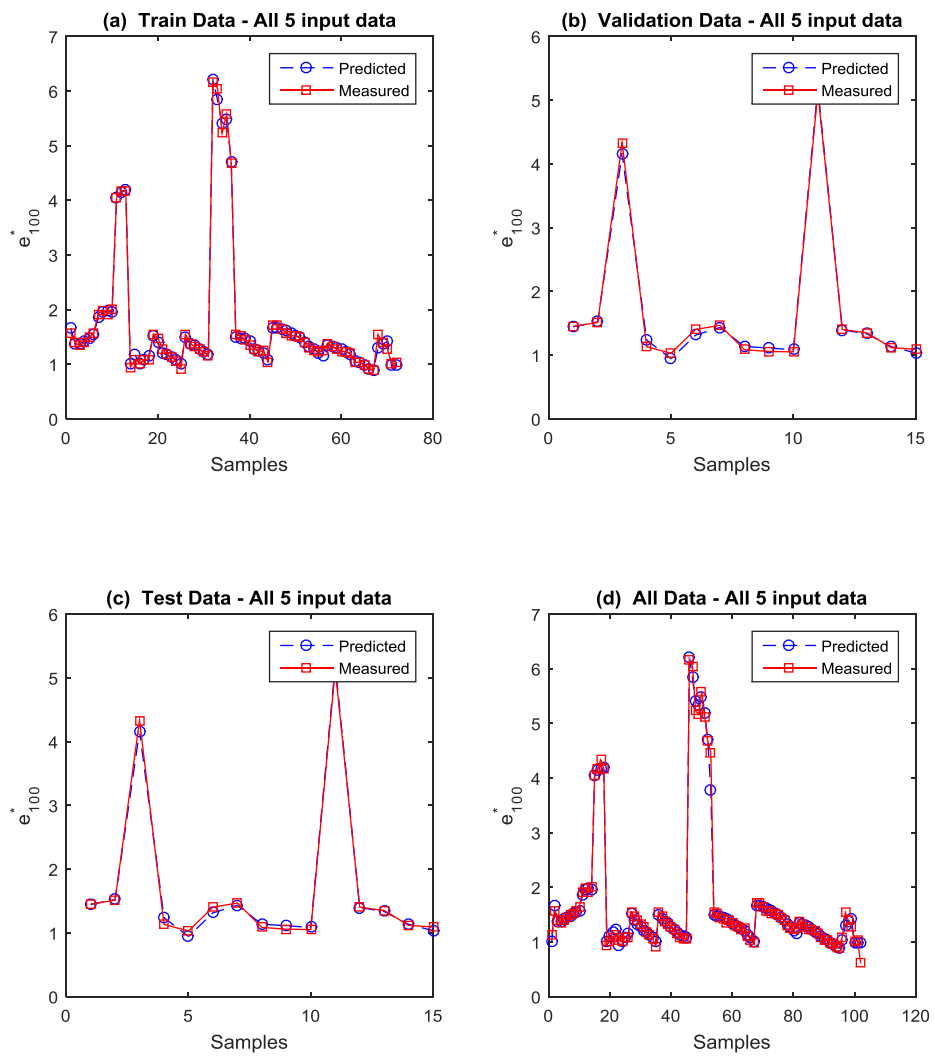 (a) Train Data - All 5 input data
7
6
5
4
3
2
1
0
e*100
Predicted
Measured
0 20 40 60 80
Samples
(b) Validation Data - All 5 input data
6
5
4
3
2
1
0
e*100
Predicted
Measured
0 5 10 15
Samples
(c) Test Data - All 5 input data
6
5
4
3
2
1
0
e*100
Predicted
Measured
0 5 10 15
Samples
(d) All Data - All 5 input data
7
6
5
4
3
2
1
0
e*100
Predicted
Measured
0 20 40 60 80 100 120
Samples